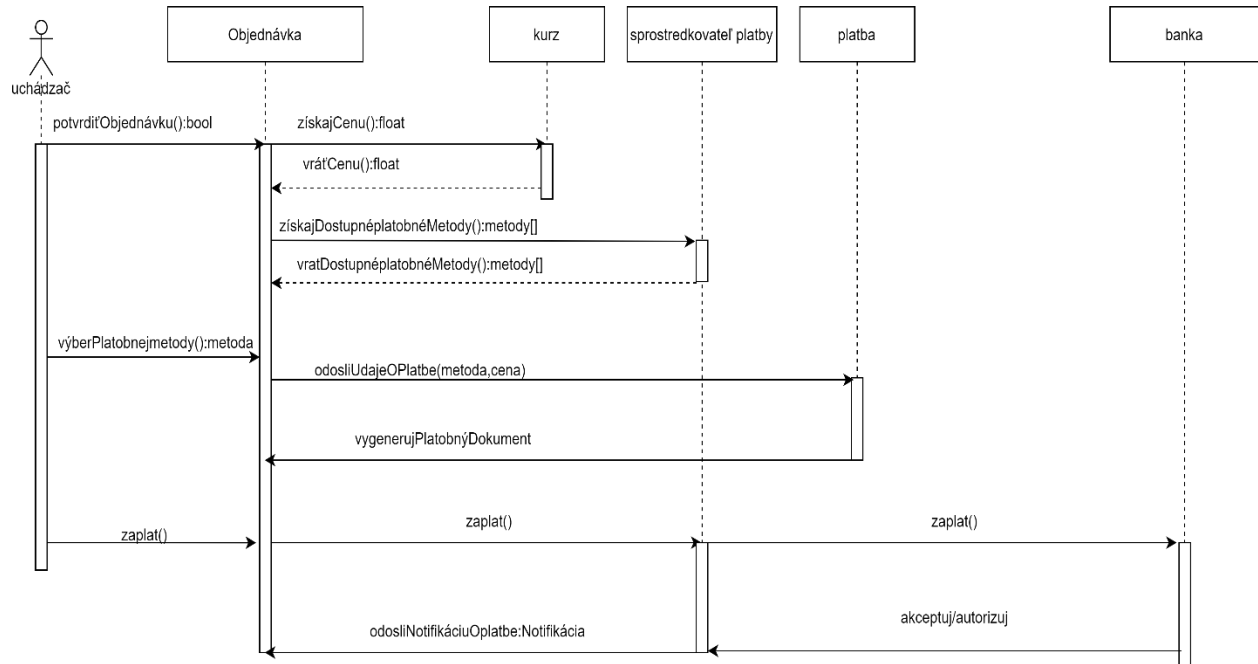 Objednávka
kurz
sprostredkovateľ platby
platba
banka
uchádzač
potvrdiťObjednávku():bool
získajCenu():float
vráťCenu():float
získajDostupnéplatobnéMetody():metody[]
vratDostupnéplatobnéMetody():metody[]
výberPlatobnejmetody():metoda
odosliUdajeOPlatbe(metoda,cena)
vygenerujPlatobnýDokument
zaplat()
zaplat()
zaplat()
akceptuj/autorizuj
odosliNotifikáciuOplatbe:Notifikácia